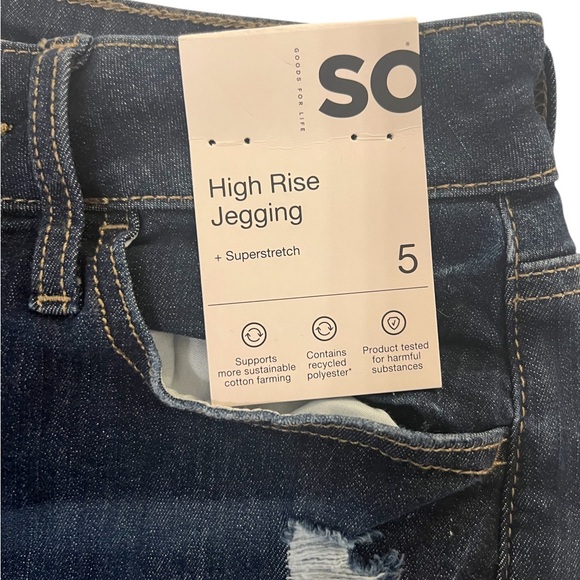 GOODS FOR LIFE
SO
High Rise
Jegging
+ Superstretch
5
Supports
more sustainable
cotton farming
Contains
recycled
polyester*
Product tested
for harmful
substances